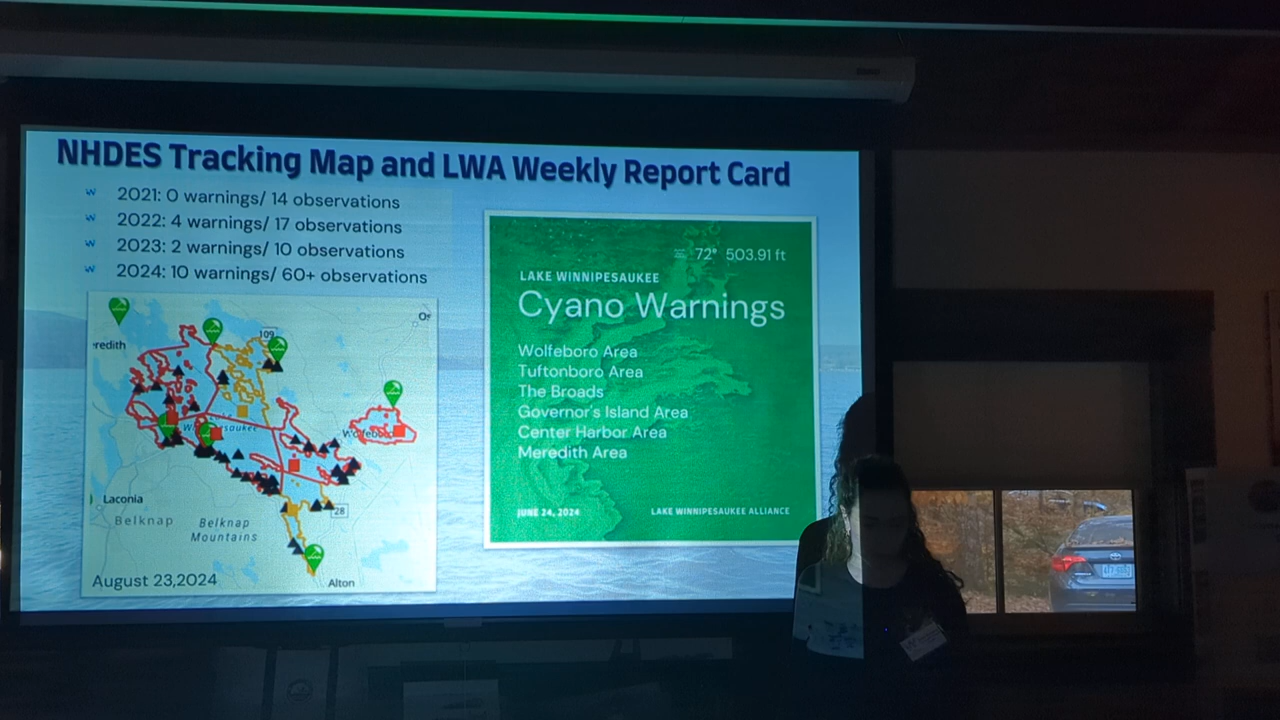 NHDES Tracking Map and LWA Weekly Report Card
2021: 0 warnings/ 14 observations
2022: 4 warnings/ 17 observations
2023: 2 warnings/ 10 observations
2024: 10 warnings/ 60+ observations
109
redith
Laconia
Belknap
Belknap
Mountains
28
Alton
August 23,2024
72° 503.91 ft
LAKE WINNIPESAUKEE
Cyano Warnings
Wolfeboro Area
Tuftonboro Area
The Broads
Governor's Island Area
Center Harbor Area
Meredith Area
JUNE 24, 2024
LAKE WINNIPESAUKEE ALLIANCE